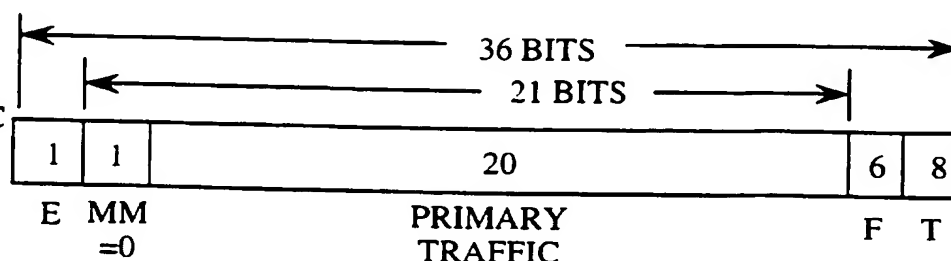 36 BITS
21 BITS
1 1 20 6 8
E MM =0 PRIMARY TRAFFIC F T